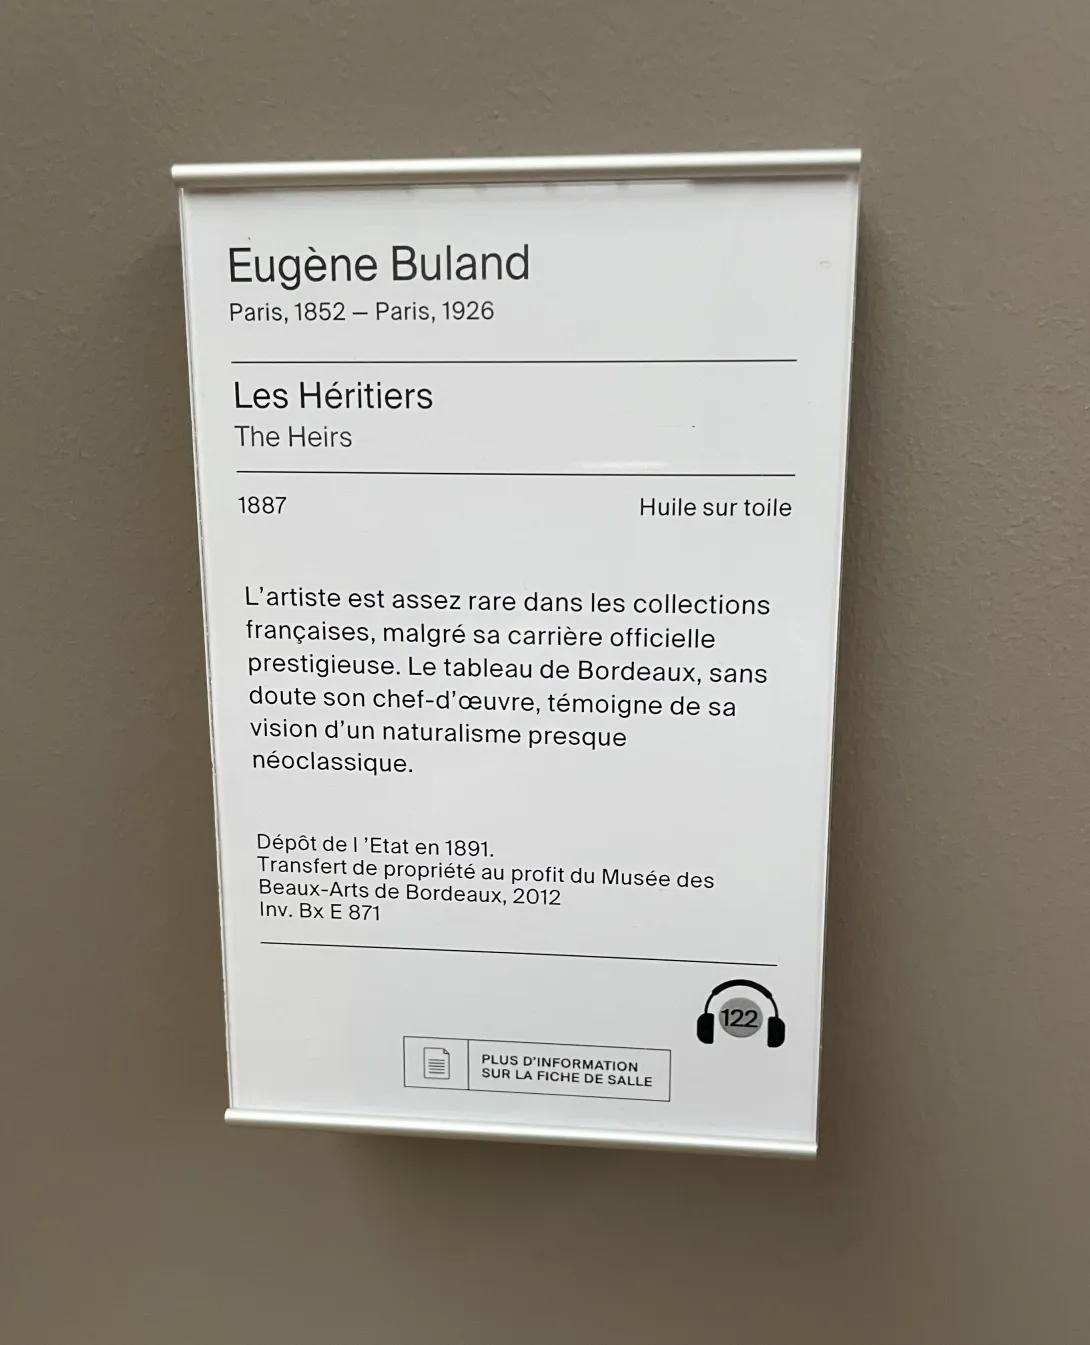 Eugène Buland
Paris, 1852 – Paris, 1926
Les Héritiers
The Heirs
1887 Huile sur toile
L'artiste est assez rare dans les collections
françaises, malgré sa carrière officielle
prestigieuse. Le tableau de Bordeaux, sans
doute son chef-d'œuvre, témoigne de sa
vision d'un naturalisme presque
néoclassique.
Dépôt de l 'Etat en 1891.
Transfert de propriété au profit du Musée des
Beaux-Arts de Bordeaux, 2012
Inv. Bx E 871
122
PLUS D'INFORMATION
SUR LA FICHE DE SALLE